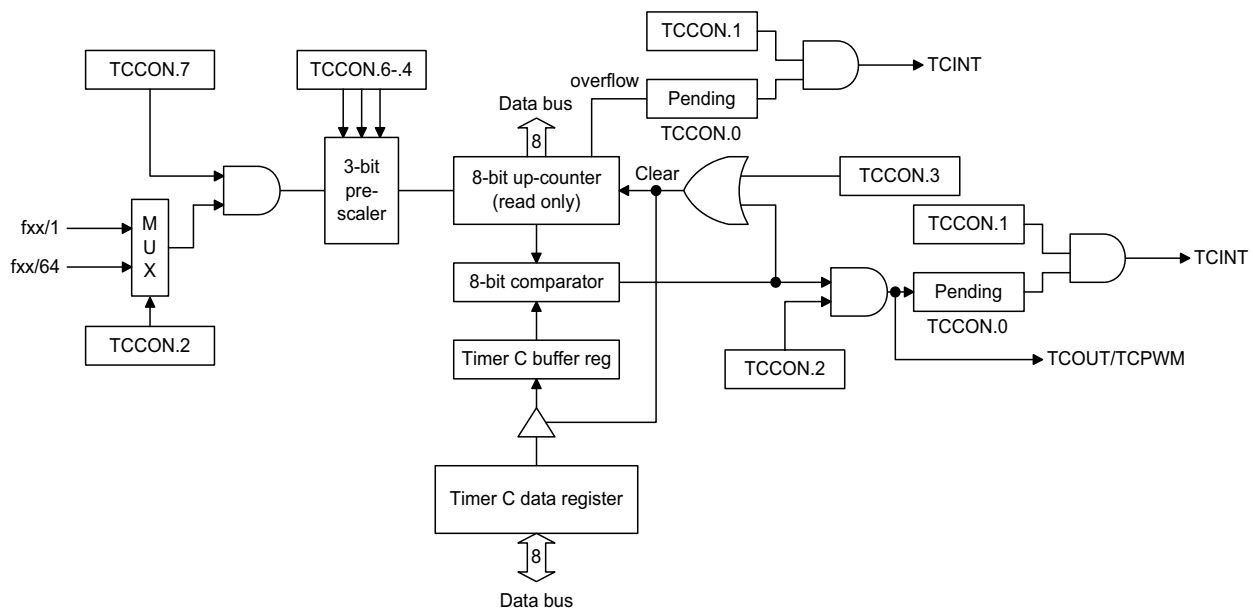 TCCON.1
TCINT
overflow
Pending
TCCON.0
TCCON.7
TCCON.6-.4
Data bus
8
3-bit
pre-
scaler
8-bit up-counter
(read only)
Clear
TCCON.3
fxx/1
fxx/64
M
U
X
TCCON.2
8-bit comparator
Timer C buffer reg
TCCON.2
TCCON.1
TCINT
Pending
TCCON.0
TCOUT/TCPWM
Timer C data register
8
Data bus